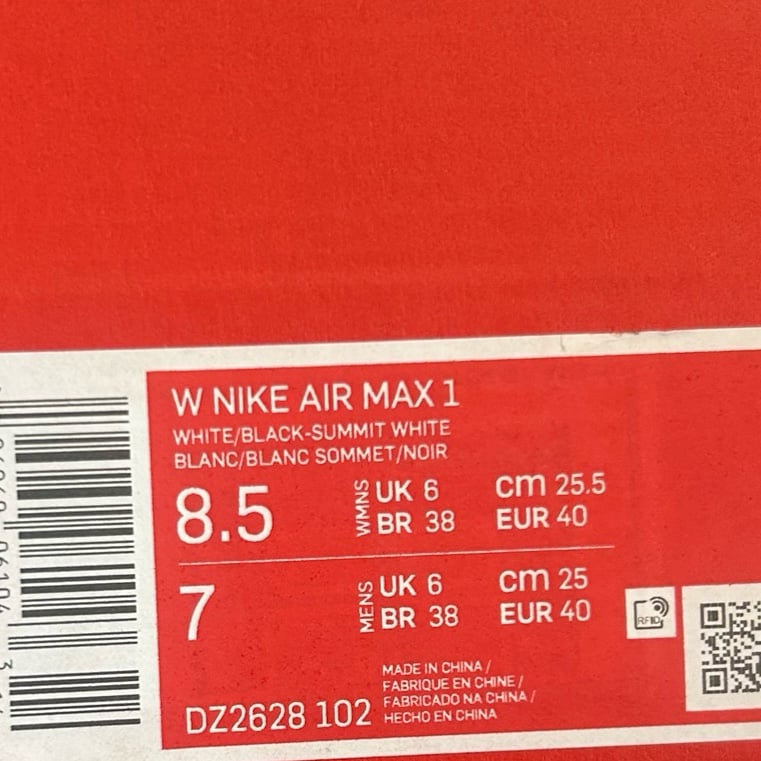 W NIKE AIR MAX 1
WHITE/BLACK-SUMMIT WHITE
BLANC/BLANC SOMMET/NOIR
8.5 WMNS UK 6 cm 25.5
BR 38 EUR 40
7 MENS UK 6 cm 25
BR 38 EUR 40
RFID
MADE IN CHINA /
FABRIQUE EN CHINE /
FABRICADO NA CHINA /
HECHO EN CHINA
DZ2628 102